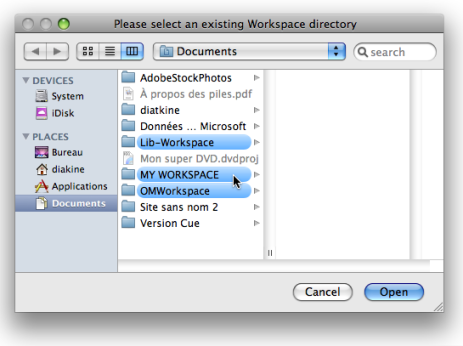 Please select an existing Workspace directory
Documents
search
DEVICES
System
iDisk
PLACES
Bureau
diakine
Applications
Documents
AdobeStockPhotos
À propos des piles.pdf
diatkine
Données ... Microsoft
Lib-Workspace
Mon super DVD.dvdproj
MY WORKSPACE
OMWorkspace
Site sans nom 2
Version Cue
Cancel
Open